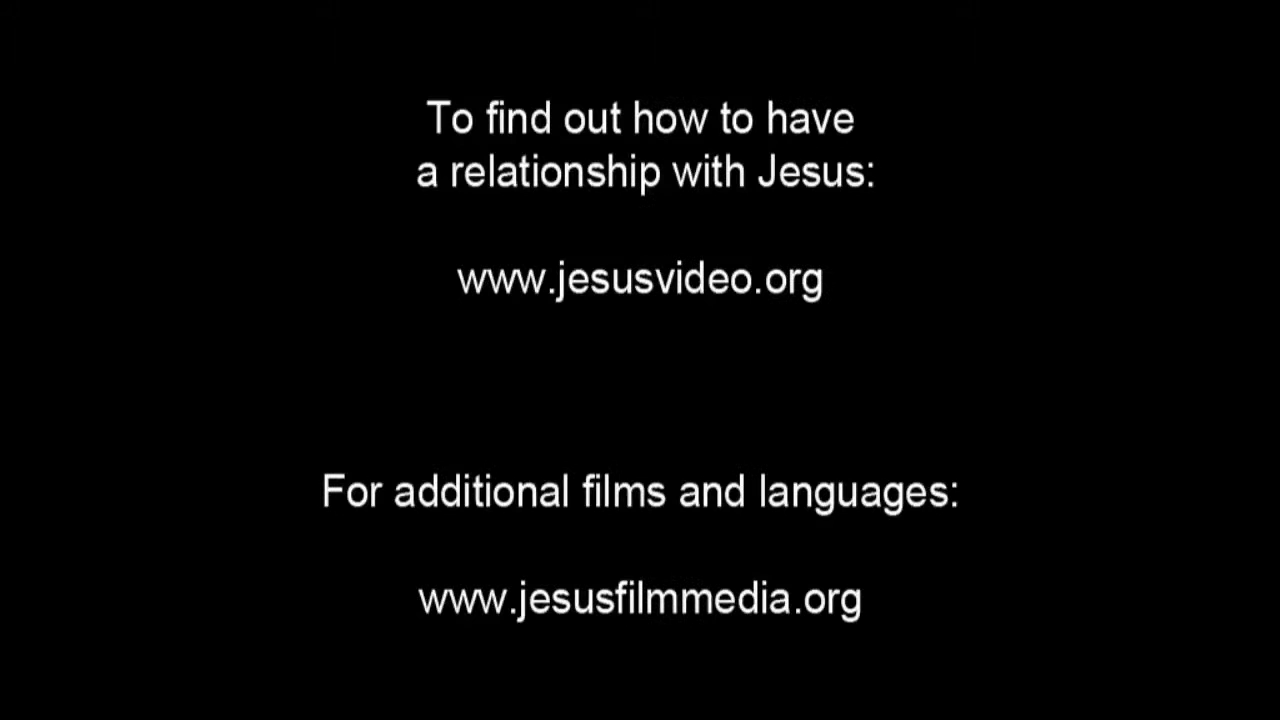 To find out how to have
a relationship with Jesus:
www.jesusvideo.org
For additional films and languages:
www.jesusfilmmedia.org